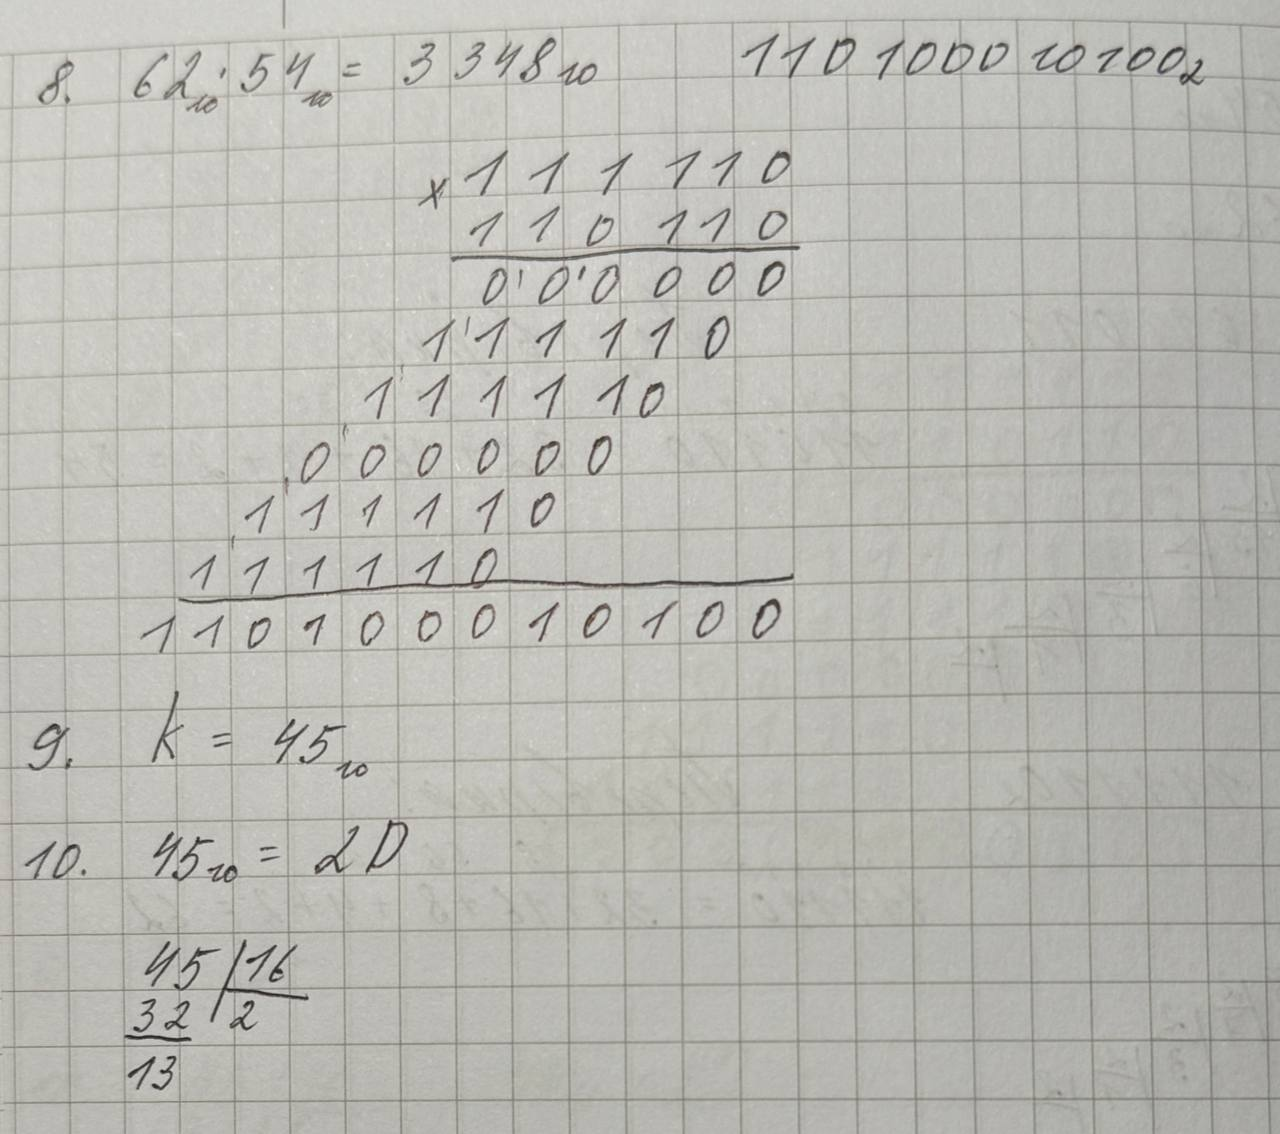 8. 62₁₀ · 54₁₀ = 3348₁₀ 110100010100₂
× 111110
110110
000000
111110
111110
000000
111110
111110
110100010100
9. k = 45₁₀
10. 45₁₀ = 2D
45 | 16
32 | 2
13